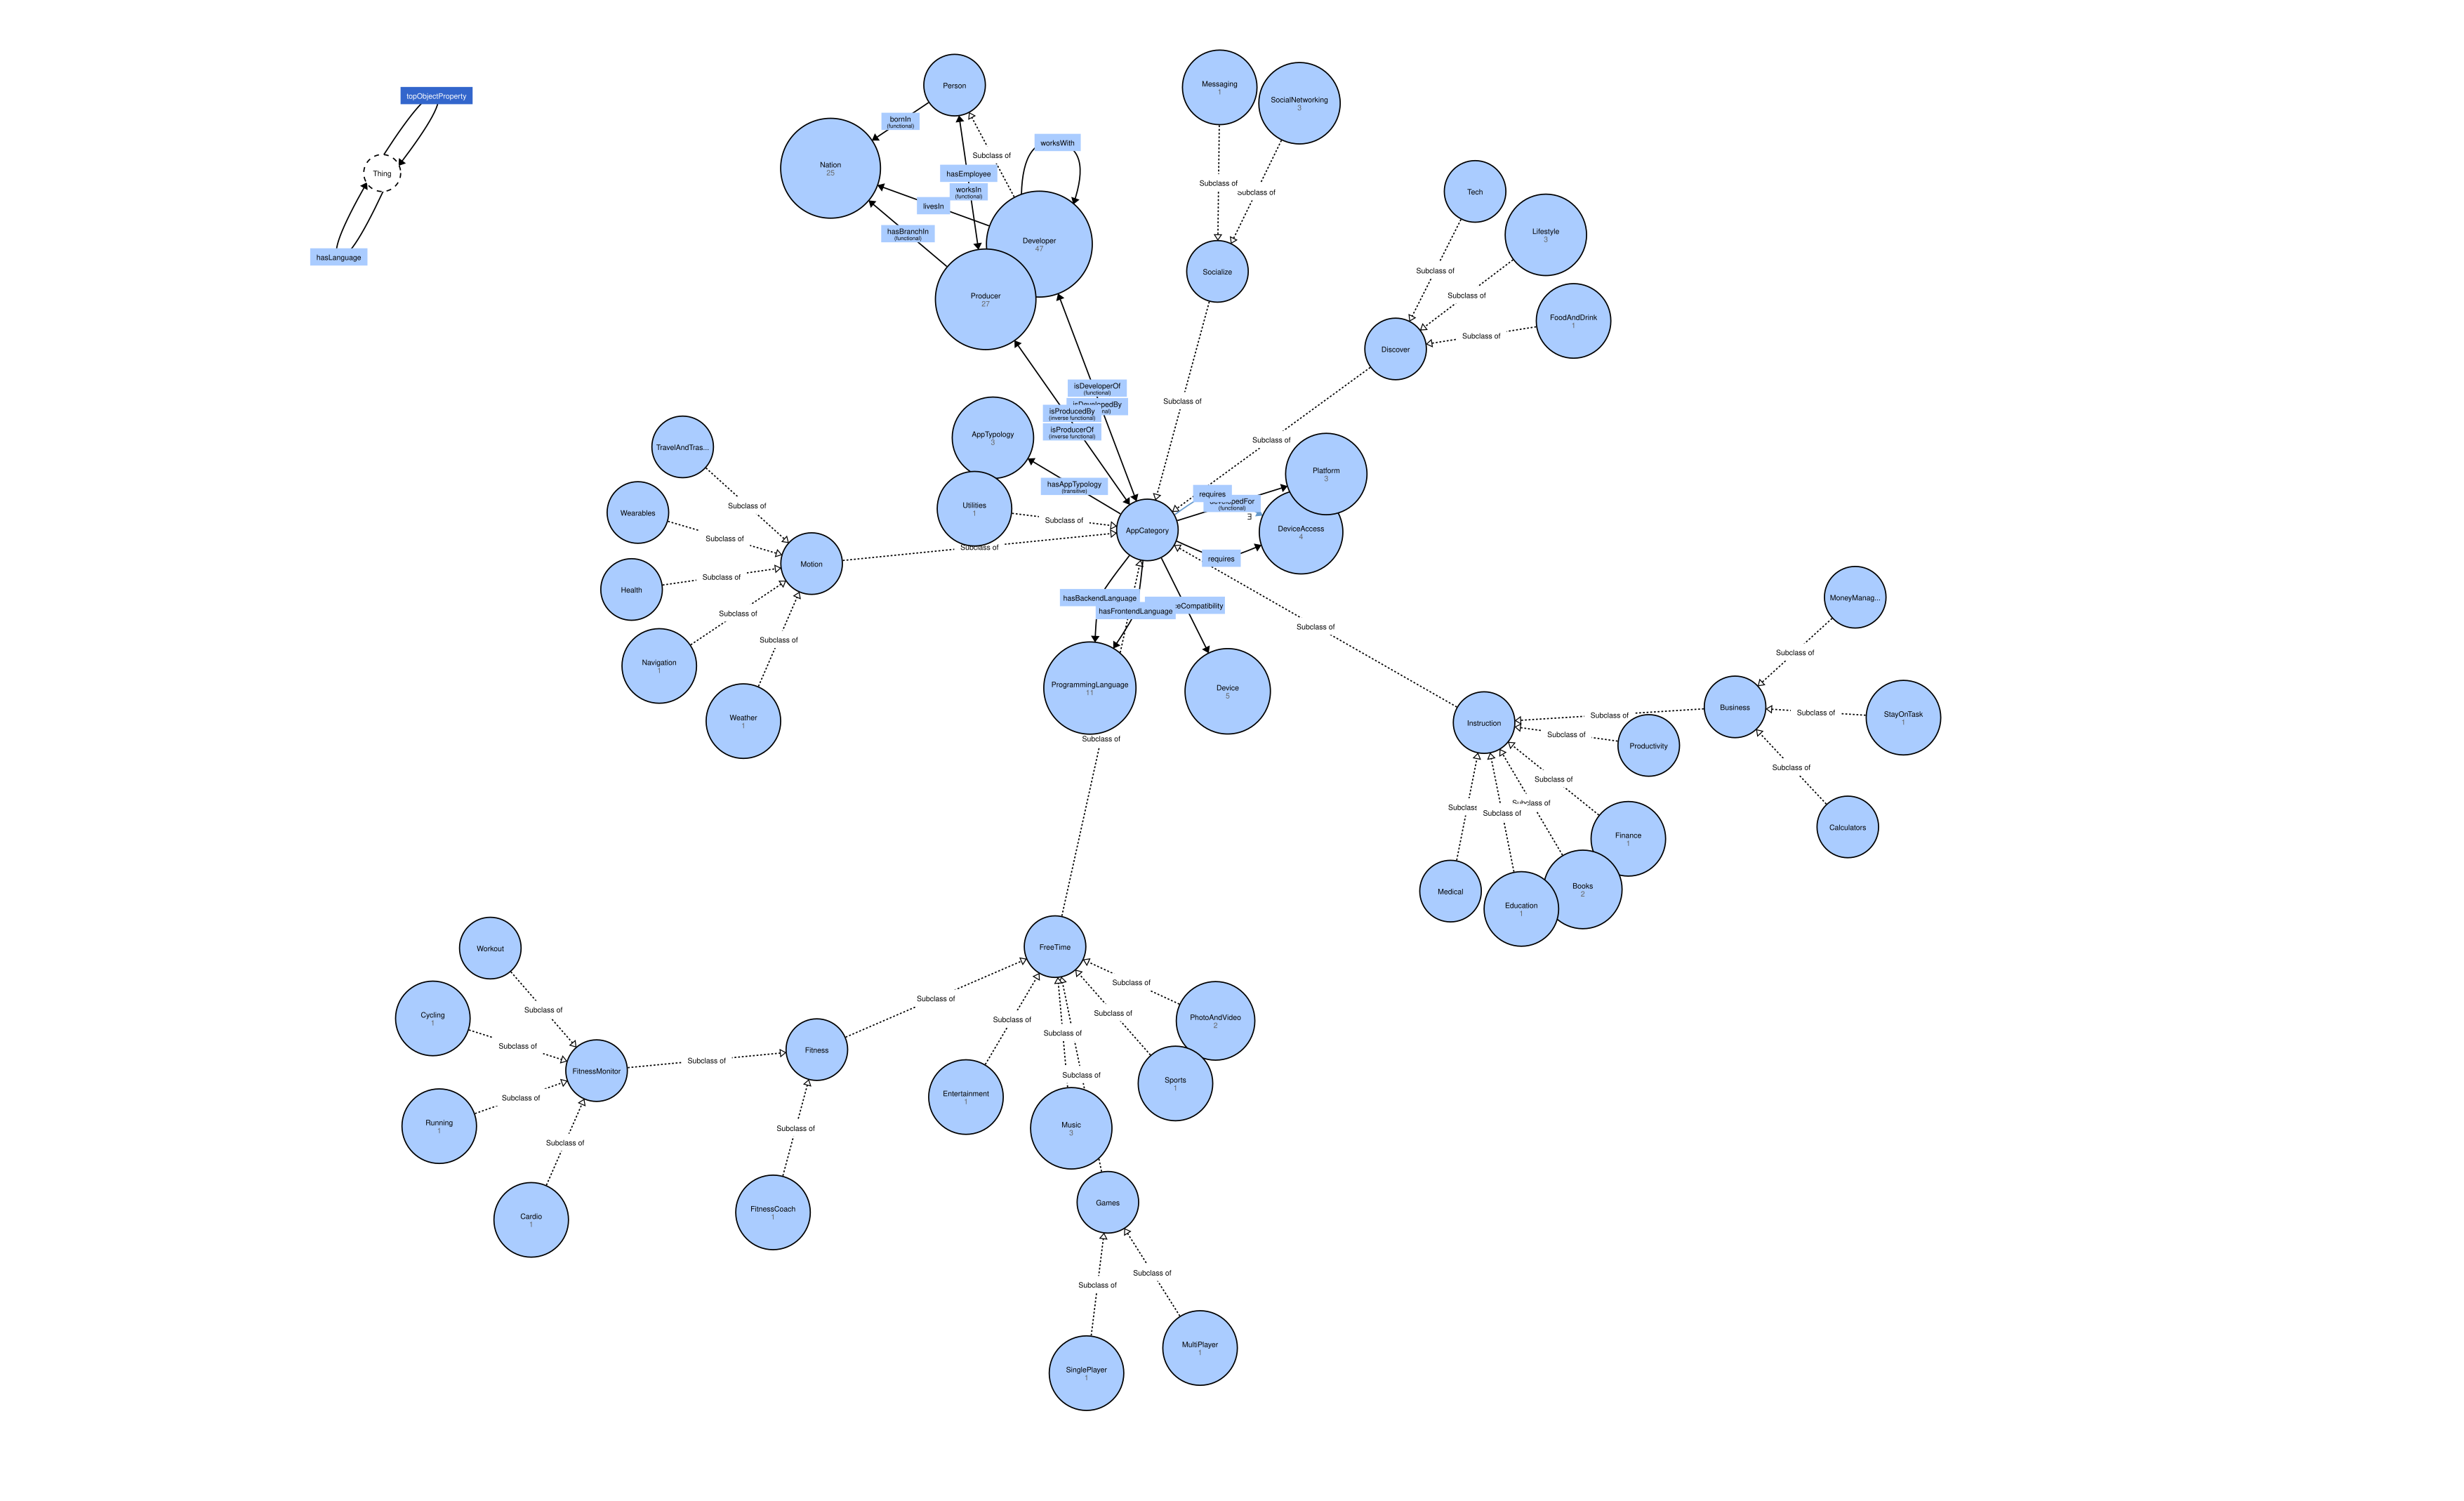 topObjectProperty
Thing
hasLanguage
Person
bornIn
(functional)
Nation
25
Subclass of
worksWith
hasEmployee
worksIn
(functional)
livesIn
hasBranchIn
(functional)
Developer
47
Producer
27
Messaging
1
SocialNetworking
3
Subclass of
Subclass of
Socialize
Subclass of
Tech
Lifestyle
3
FoodAndDrink
1
Subclass of
Subclass of
Subclass of
Discover
Subclass of
isDeveloperOf
(functional)
isProducedBy
(inverse functional)
isProducerOf
(inverse functional)
AppTypology
3
hasAppTypology
(transitive)
Utilities
1
Subclass of
AppCategory
Platform
3
requires
(functional)
3
DeviceAccess
4
requires
TravelAndTras...
Wearables
Health
Navigation
1
Weather
1
Subclass of
Subclass of
Subclass of
Subclass of
Subclass of
Motion
Subclass of
hasBackendLanguage
hasFrontendLanguage
eCompatibility
ProgrammingLanguage
11
Device
5
Subclass of
Subclass of
Instruction
Subclass of
Business
MoneyManag...
Subclass of
StayOnTask
1
Subclass of
Calculators
Subclass of
Productivity
Subclass of
Finance
1
Subclass of
Books
2
Education
1
Subclass of
Medical
FreeTime
Subclass of
Fitness
Subclass of
FitnessMonitor
Workout
Subclass of
Cycling
1
Subclass of
Running
1
Subclass of
Cardio
1
Subclass of
FitnessCoach
1
Subclass of
Entertainment
1
Subclass of
Music
3
Subclass of
Subclass of
Sports
1
Subclass of
PhotoAndVideo
2
Subclass of
Games
Subclass of
Subclass of
SinglePlayer
1
MultiPlayer
1